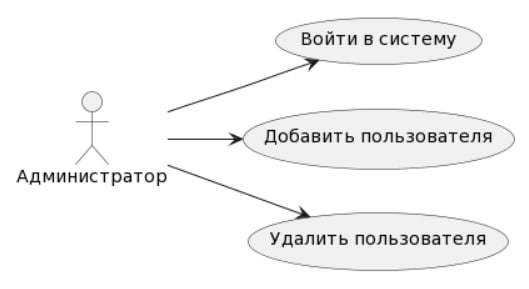 Войти в систему
Добавить пользователя
Администратор
Удалить пользователя